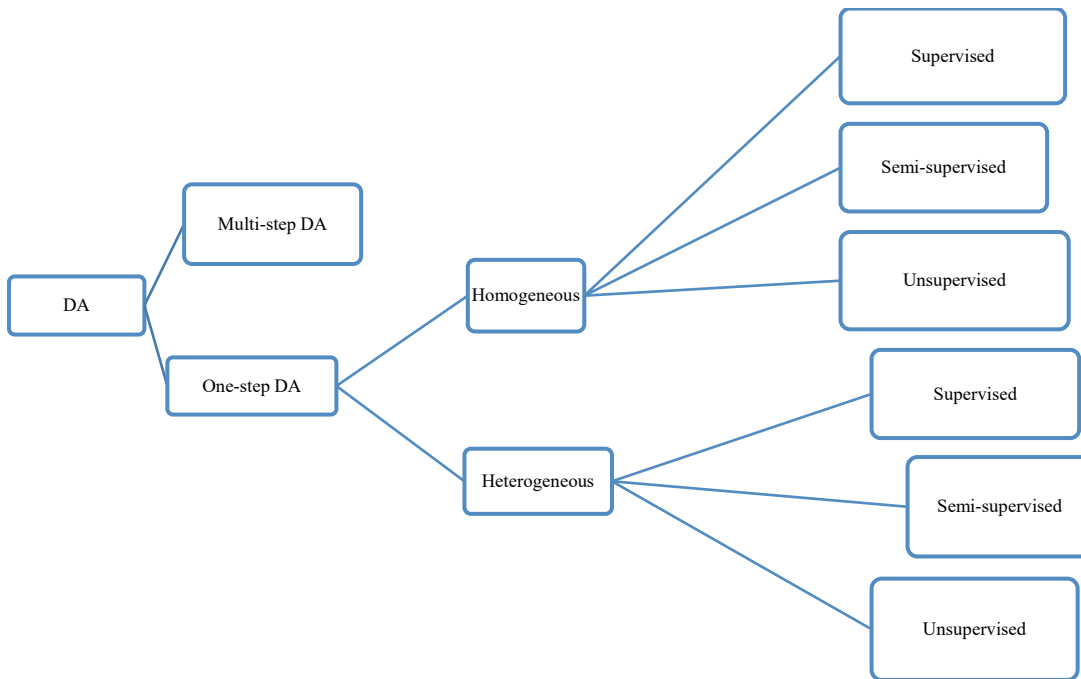 DA
Multi-step DA
One-step DA
Homogeneous
Heterogeneous
Supervised
Semi-supervised
Unsupervised
Supervised
Semi-supervised
Unsupervised